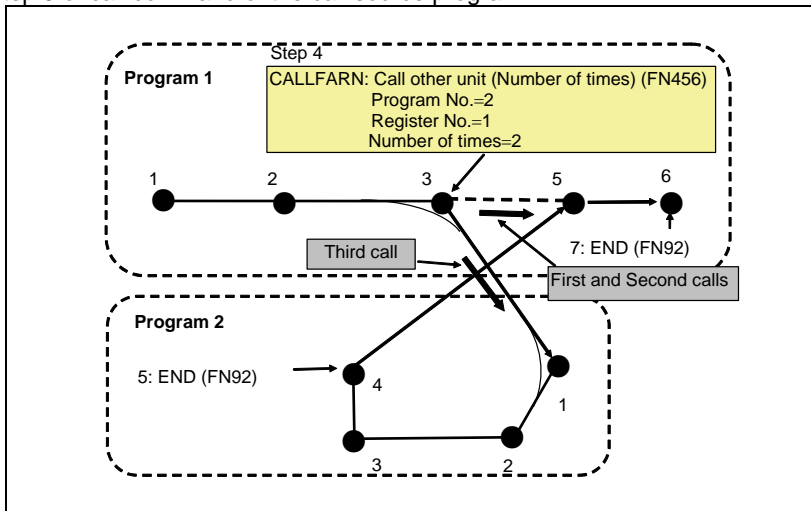 Step 4
Program 1
CALLFARN: Call other unit (Number of times) (FN456)
Program No.=2
Register No.=1
Number of times=2
1
2
3
5
6
7: END (FN92)
Third call
First and Second calls
Program 2
5: END (FN92)
4
1
3
2